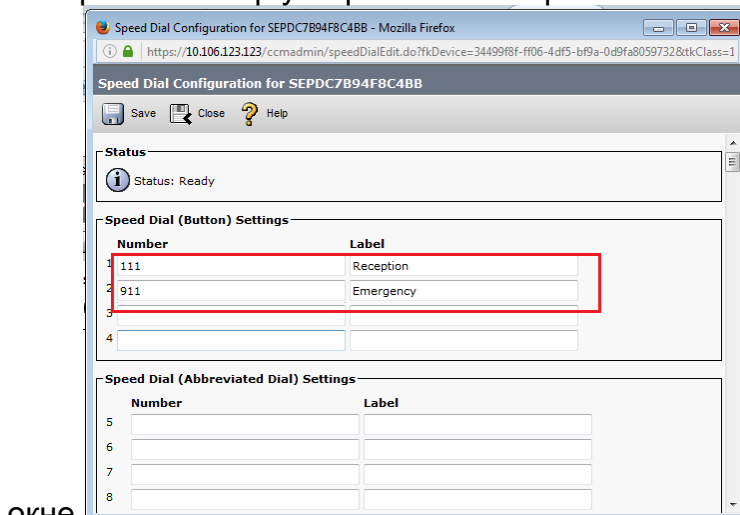 Speed Dial Configuration for SEPDC7B94F8C4BB - Mozilla Firefox
https://10.106.123.123/ccmadmin/speedDialEdit.do?fkDevice=34499f8f-ff06-4df5-bf9a-0d9fa8059732&tkClass=1
Speed Dial Configuration for SEPDC7B94F8C4BB
Save Close Help
Status
Status: Ready
Speed Dial (Button) Settings
Number Label
1 111 Reception
2 911 Emergency
3
4
Speed Dial (Abbreviated Dial) Settings
Number Label
5
6
7
8
окне